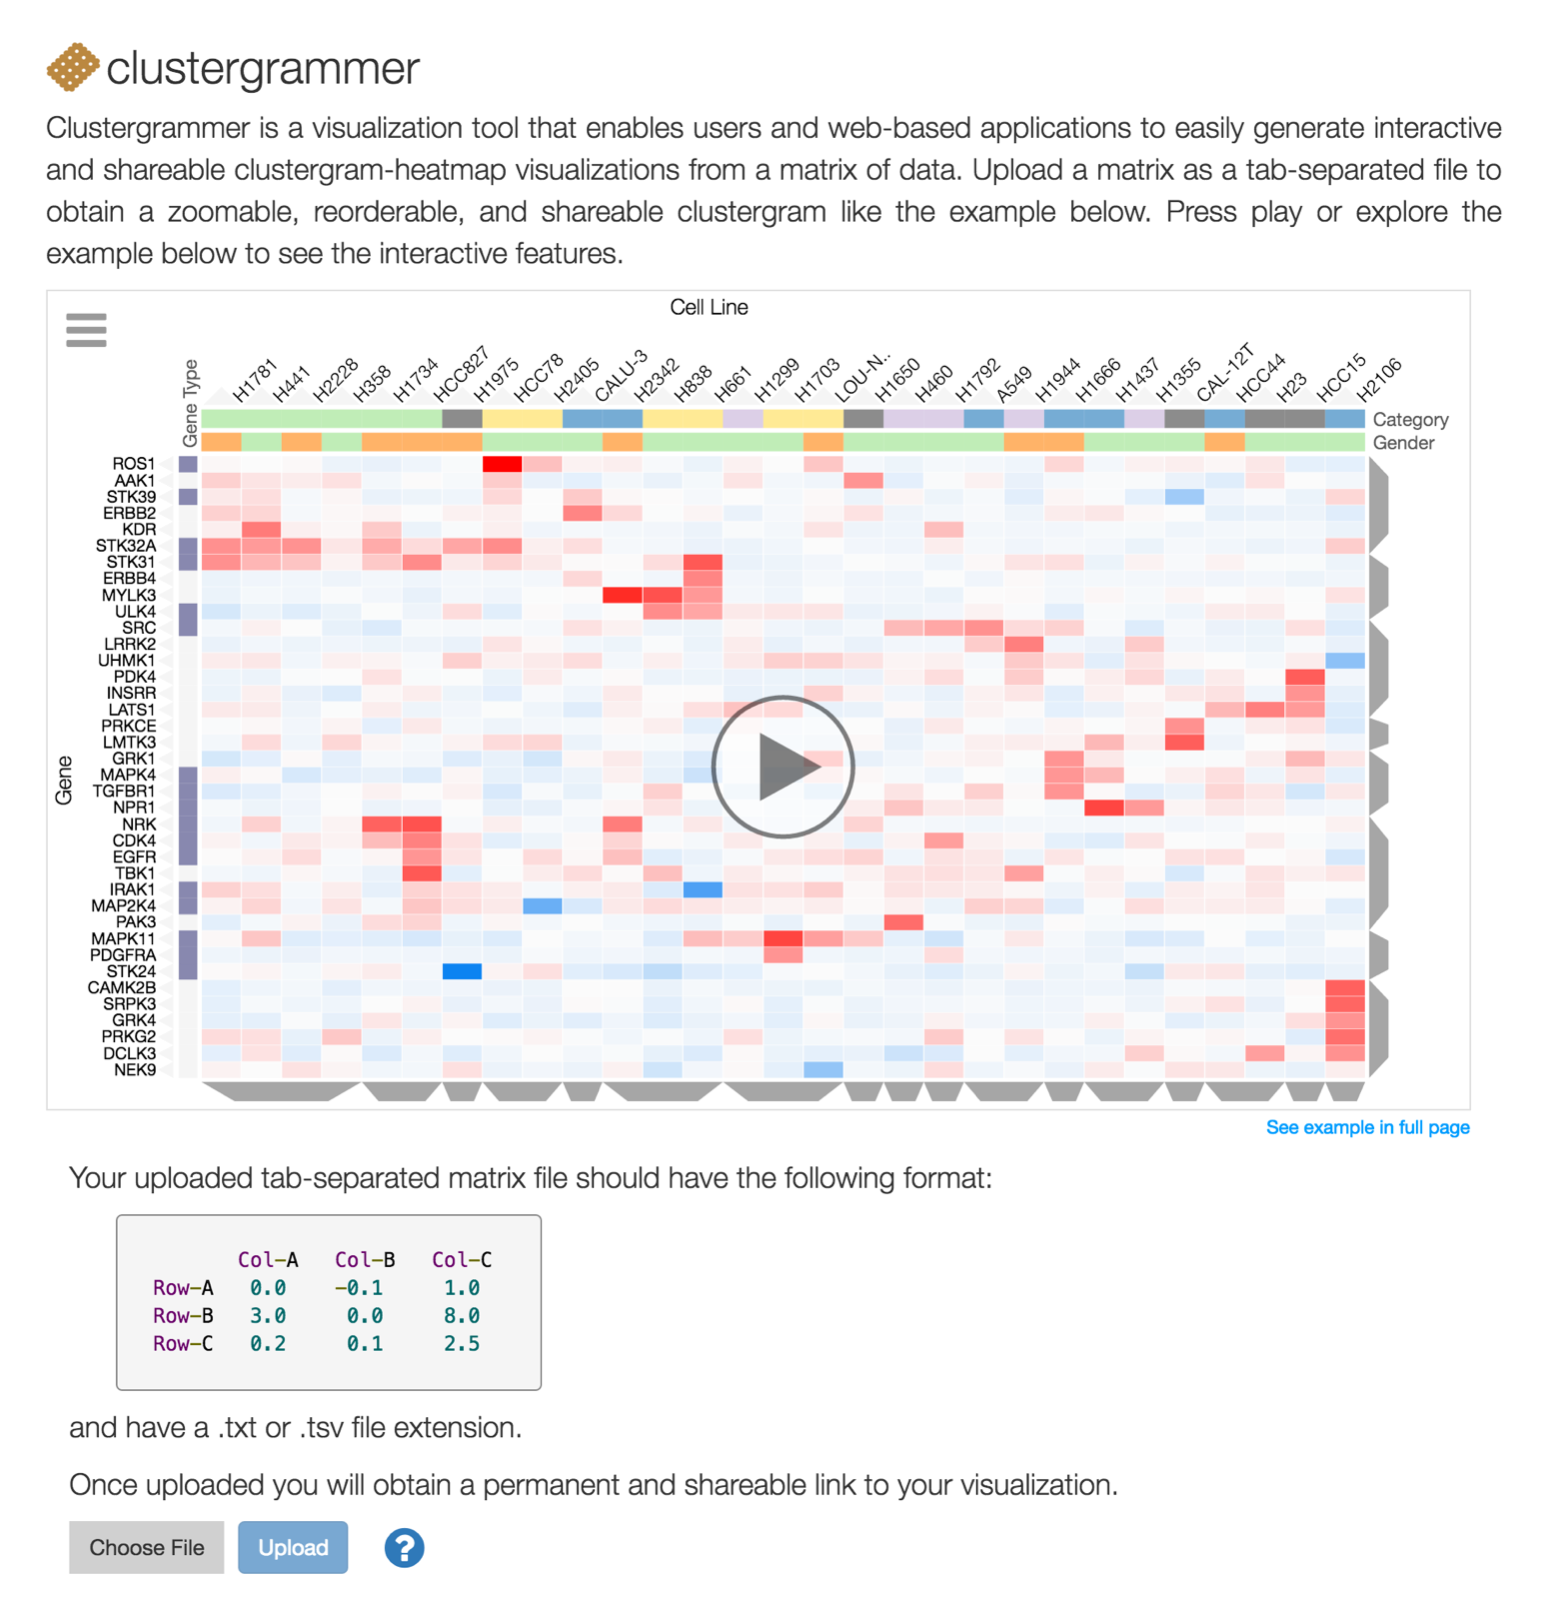 clustergrammer
Clustergrammer is a visualization tool that enables users and web-based applications to easily generate interactive
and shareable clustergram-heatmap visualizations from a matrix of data. Upload a matrix as a tab-separated file to
obtain a zoomable, reorderable, and shareable clustergram like the example below. Press play or explore the
example below to see the interactive features.
Cell Line
Gene Type
H1781
H441
H2228
H358
H1734
HCC827
H1975
HCC78
H2405
CALU-3
H2342
H838
H661
H1299
H1703
LOU-N..
H1650
H460
H1792
A549
H1944
H1666
H1437
H1355
CAL-12T
HCC44
H23
HCC15
H2106
Category
Gender
Gene
ROS1
AAK1
STK39
ERBB2
KDR
STK32A
STK31
ERBB4
MYLK3
ULK4
SRC
LRRK2
UHMK1
PDK4
INSRR
LATS1
PRKCE
LMTK3
GRK1
MAPK4
TGFBR1
NPR1
NRK
CDK4
EGFR
TBK1
IRAK1
MAP2K4
PAK3
MAPK11
PDGFRA
STK24
CAMK2B
SRPK3
GRK4
PRKG2
DCLK3
NEK9
See example in full page
Your uploaded tab-separated matrix file should have the following format:
Col-A Col-B Col-C
Row-A 0.0 -0.1 1.0
Row-B 3.0 0.0 8.0
Row-C 0.2 0.1 2.5
and have a .txt or .tsv file extension.
Once uploaded you will obtain a permanent and shareable link to your visualization.
Choose File Upload ?